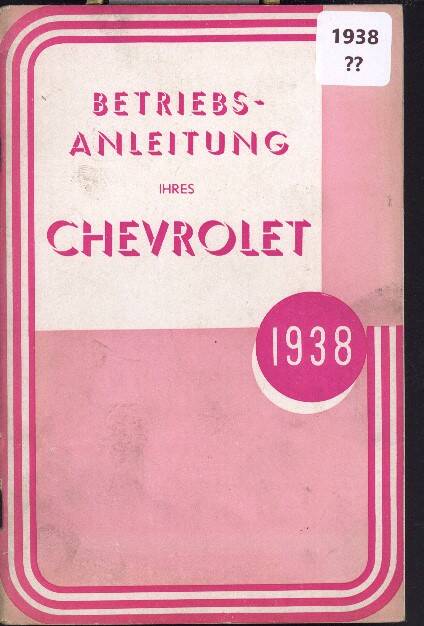 1938
??
BETRIEBS-
ANLEITUNG
IHRES
CHEVROLET
1938